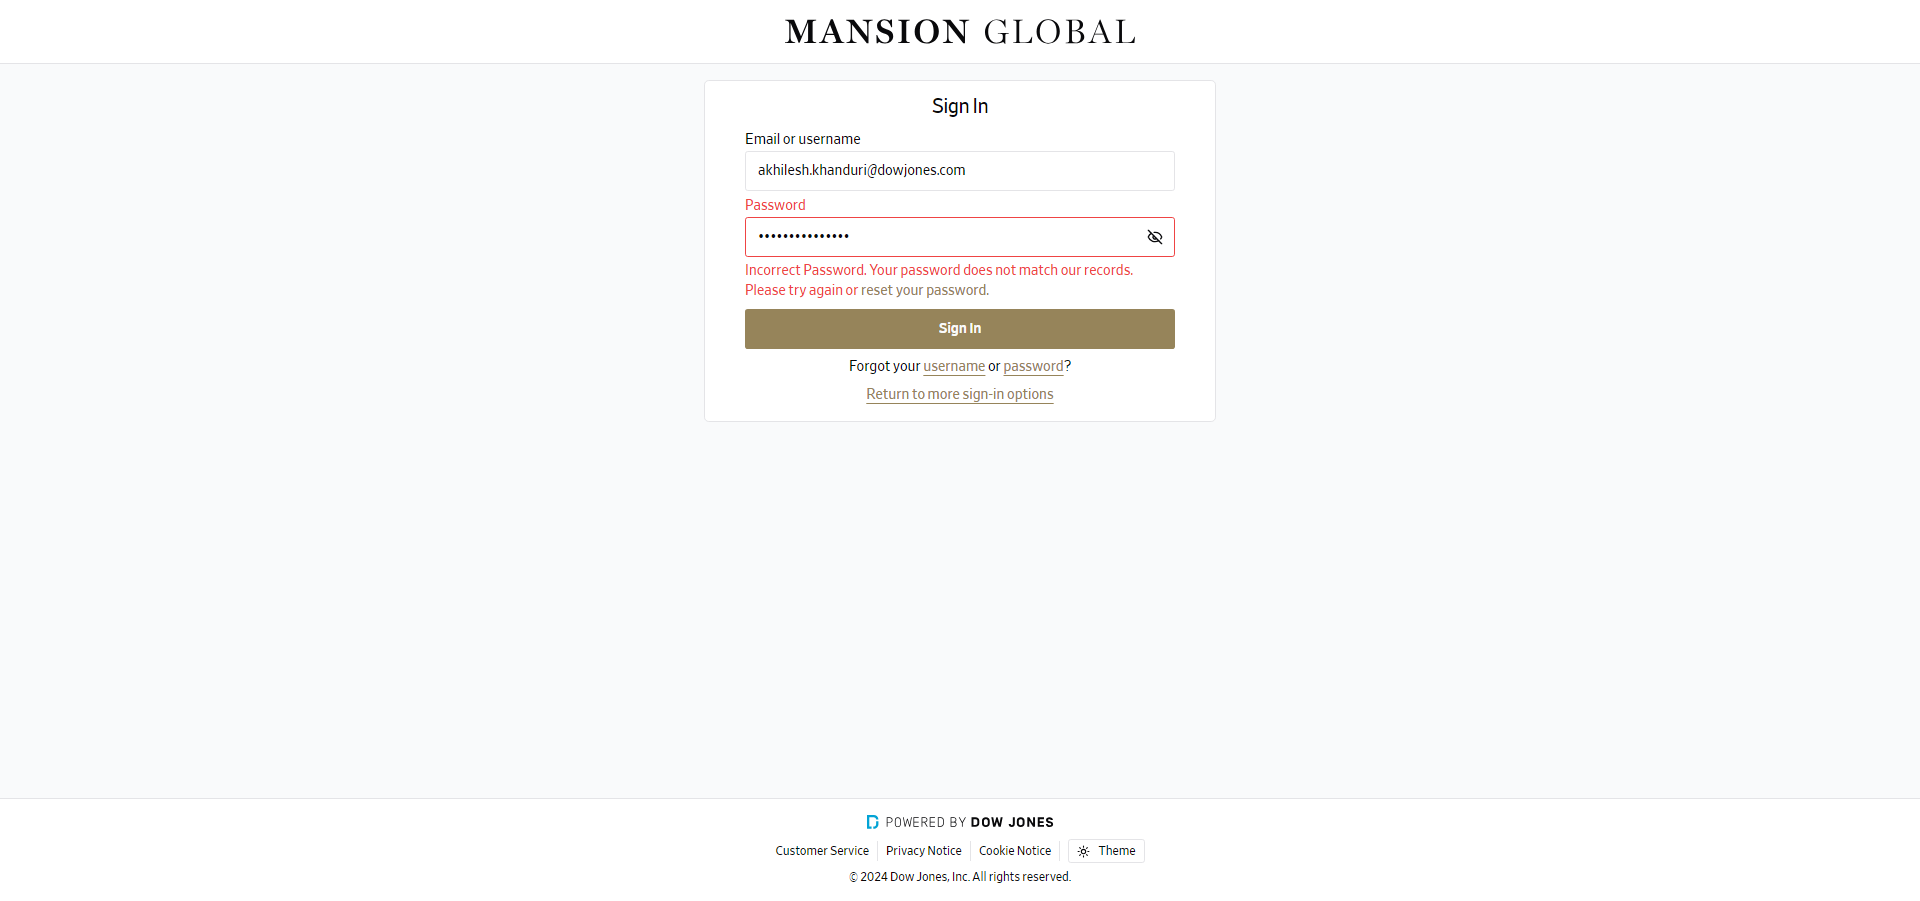 MANSION GLOBAL
Sign In
Email or username
akhilesh.khanduri@dowjones.com
Password
•••••••••••••••
Incorrect Password. Your password does not match our records.
Please try again or reset your password.
Sign In
Forgot your username or password?
Return to more sign-in options
POWERED BY DOW JONES
Customer Service Privacy Notice Cookie Notice Theme
© 2024 Dow Jones, Inc. All rights reserved.